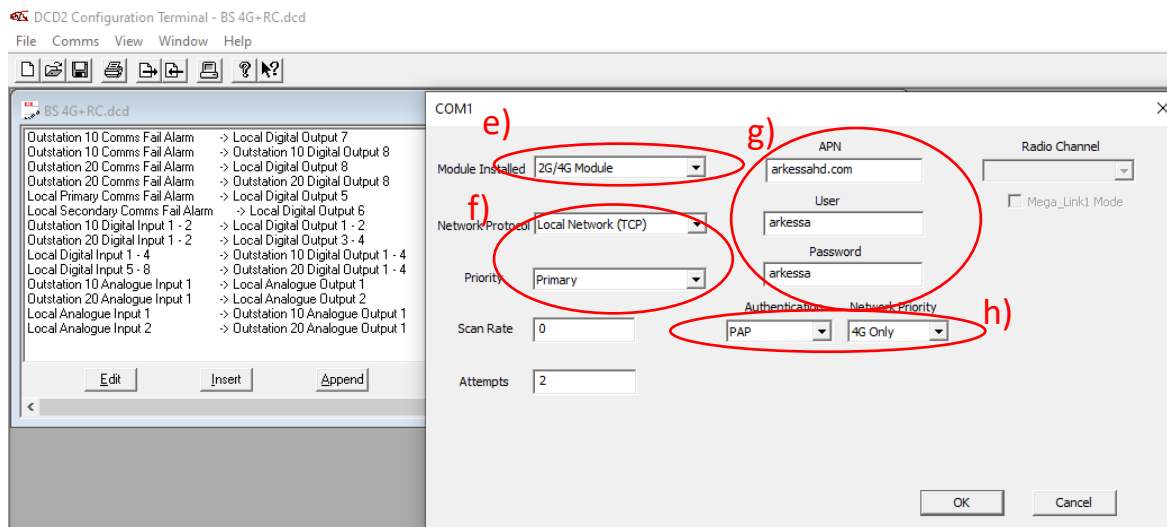 DCD2 Configuration Terminal - BS 4G+RC.dcd
File Comms View Window Help
BS 4G+RC.dcd
Outstation 10 Comms Fail Alarm -> Local Digital Output 7
Outstation 10 Comms Fail Alarm -> Outstation 10 Digital Output 8
Outstation 20 Comms Fail Alarm -> Local Digital Output 8
Outstation 20 Comms Fail Alarm -> Outstation 20 Digital Output 8
Local Primary Comms Fail Alarm -> Local Digital Output 5
Local Secondary Comms Fail Alarm -> Local Digital Output 6
Outstation 10 Digital Input 1 - 2 -> Local Digital Output 1 - 2
Outstation 20 Digital Input 1 - 2 -> Local Digital Output 3 - 4
Local Digital Input 1 - 4 -> Outstation 10 Digital Output 1 - 4
Local Digital Input 5 - 8 -> Outstation 20 Digital Output 1 - 4
Outstation 10 Analogue Input 1 -> Local Analogue Output 1
Outstation 20 Analogue Input 1 -> Local Analogue Output 2
Local Analogue Input 1 -> Outstation 10 Analogue Output 1
Local Analogue Input 2 -> Outstation 20 Analogue Output 1
Edit Insert Append
COM1
e)
Module Installed 2G/4G Module
f)
Network Protocol Local Network (TCP)
Priority Primary
Scan Rate 0
Attempts 2
g)
APN
arkessahd.com
User
arkessa
Password
arkessa
Authentication Network Priority
h)
PAP 4G Only
Radio Channel
Mega_Link1 Mode
OK Cancel